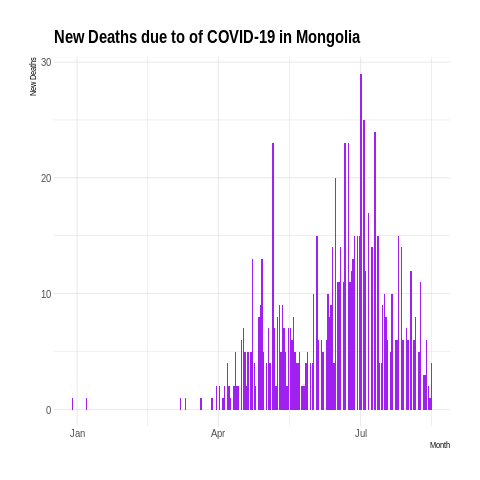 New Deaths due to of COVID-19 in Mongolia
New Deaths
30
20
10
0
Jan Apr Jul
Month